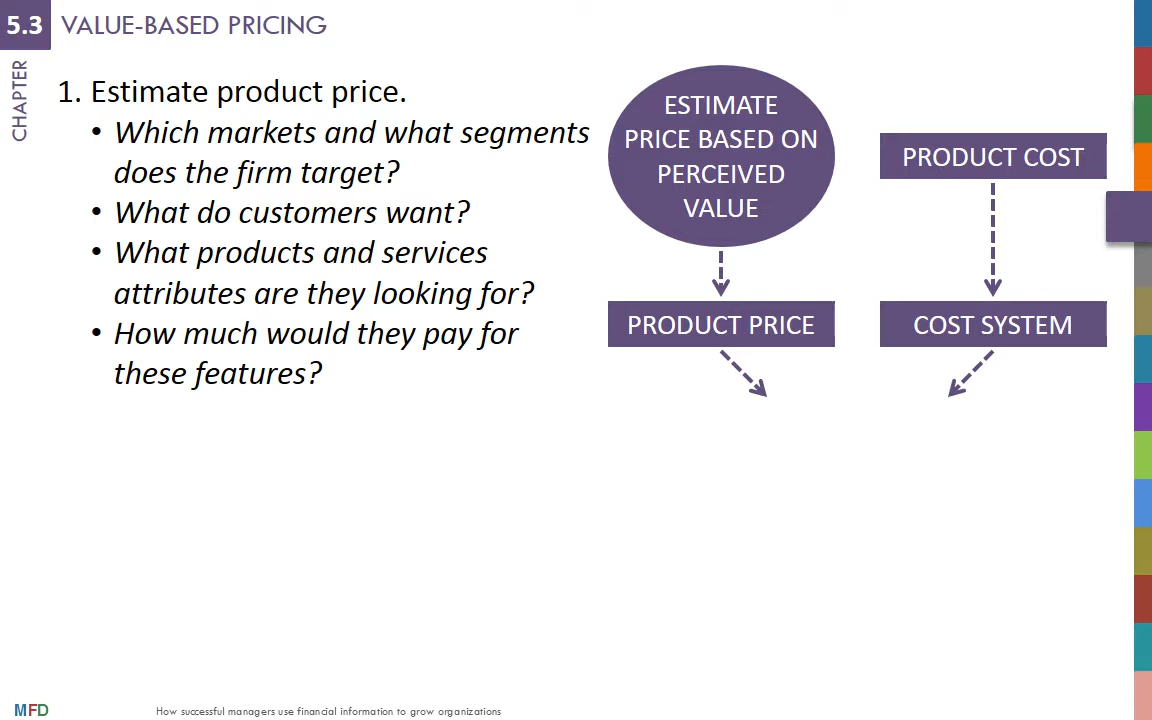 5.3
VALUE-BASED PRICING
CHAPTER
1. Estimate product price.
• Which markets and what segments
does the firm target?
• What do customers want?
• What products and services
attributes are they looking for?
• How much would they pay for
these features?
ESTIMATE
PRICE BASED ON
PERCEIVED
VALUE
PRODUCT COST
PRODUCT PRICE
COST SYSTEM
MFD
How successful managers use financial information to grow organizations